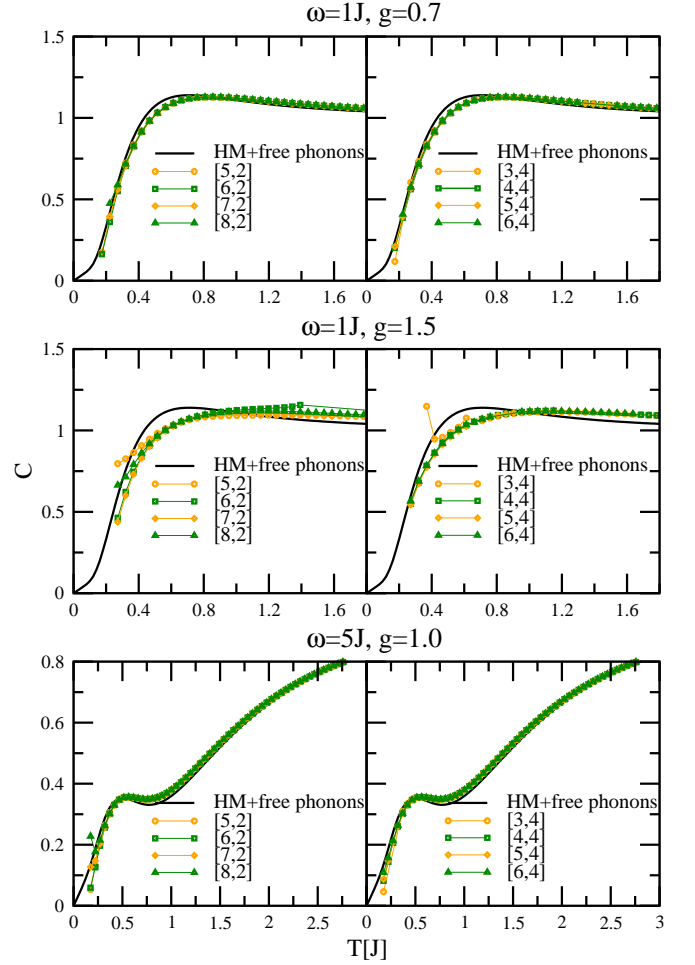 ω=1J, g=0.7
1.5
1
0.5
0
HM+free phonons
[5,2]
[6,2]
[7,2]
[8,2]
HM+free phonons
[3,4]
[4,4]
[5,4]
[6,4]
0 0.4 0.8 1.2 1.6
0 0.4 0.8 1.2 1.6
ω=1J, g=1.5
1.5
1
0.5
0
C
HM+free phonons
[5,2]
[6,2]
[7,2]
[8,2]
HM+free phonons
[3,4]
[4,4]
[5,4]
[6,4]
0 0.4 0.8 1.2 1.6
0 0.4 0.8 1.2 1.6
ω=5J, g=1.0
0.8
0.6
0.4
0.2
0
HM+free phonons
[5,2]
[6,2]
[7,2]
[8,2]
HM+free phonons
[3,4]
[4,4]
[5,4]
[6,4]
0 0.5 1 1.5 2 2.5
0 0.5 1 1.5 2 2.5 3
T[J]